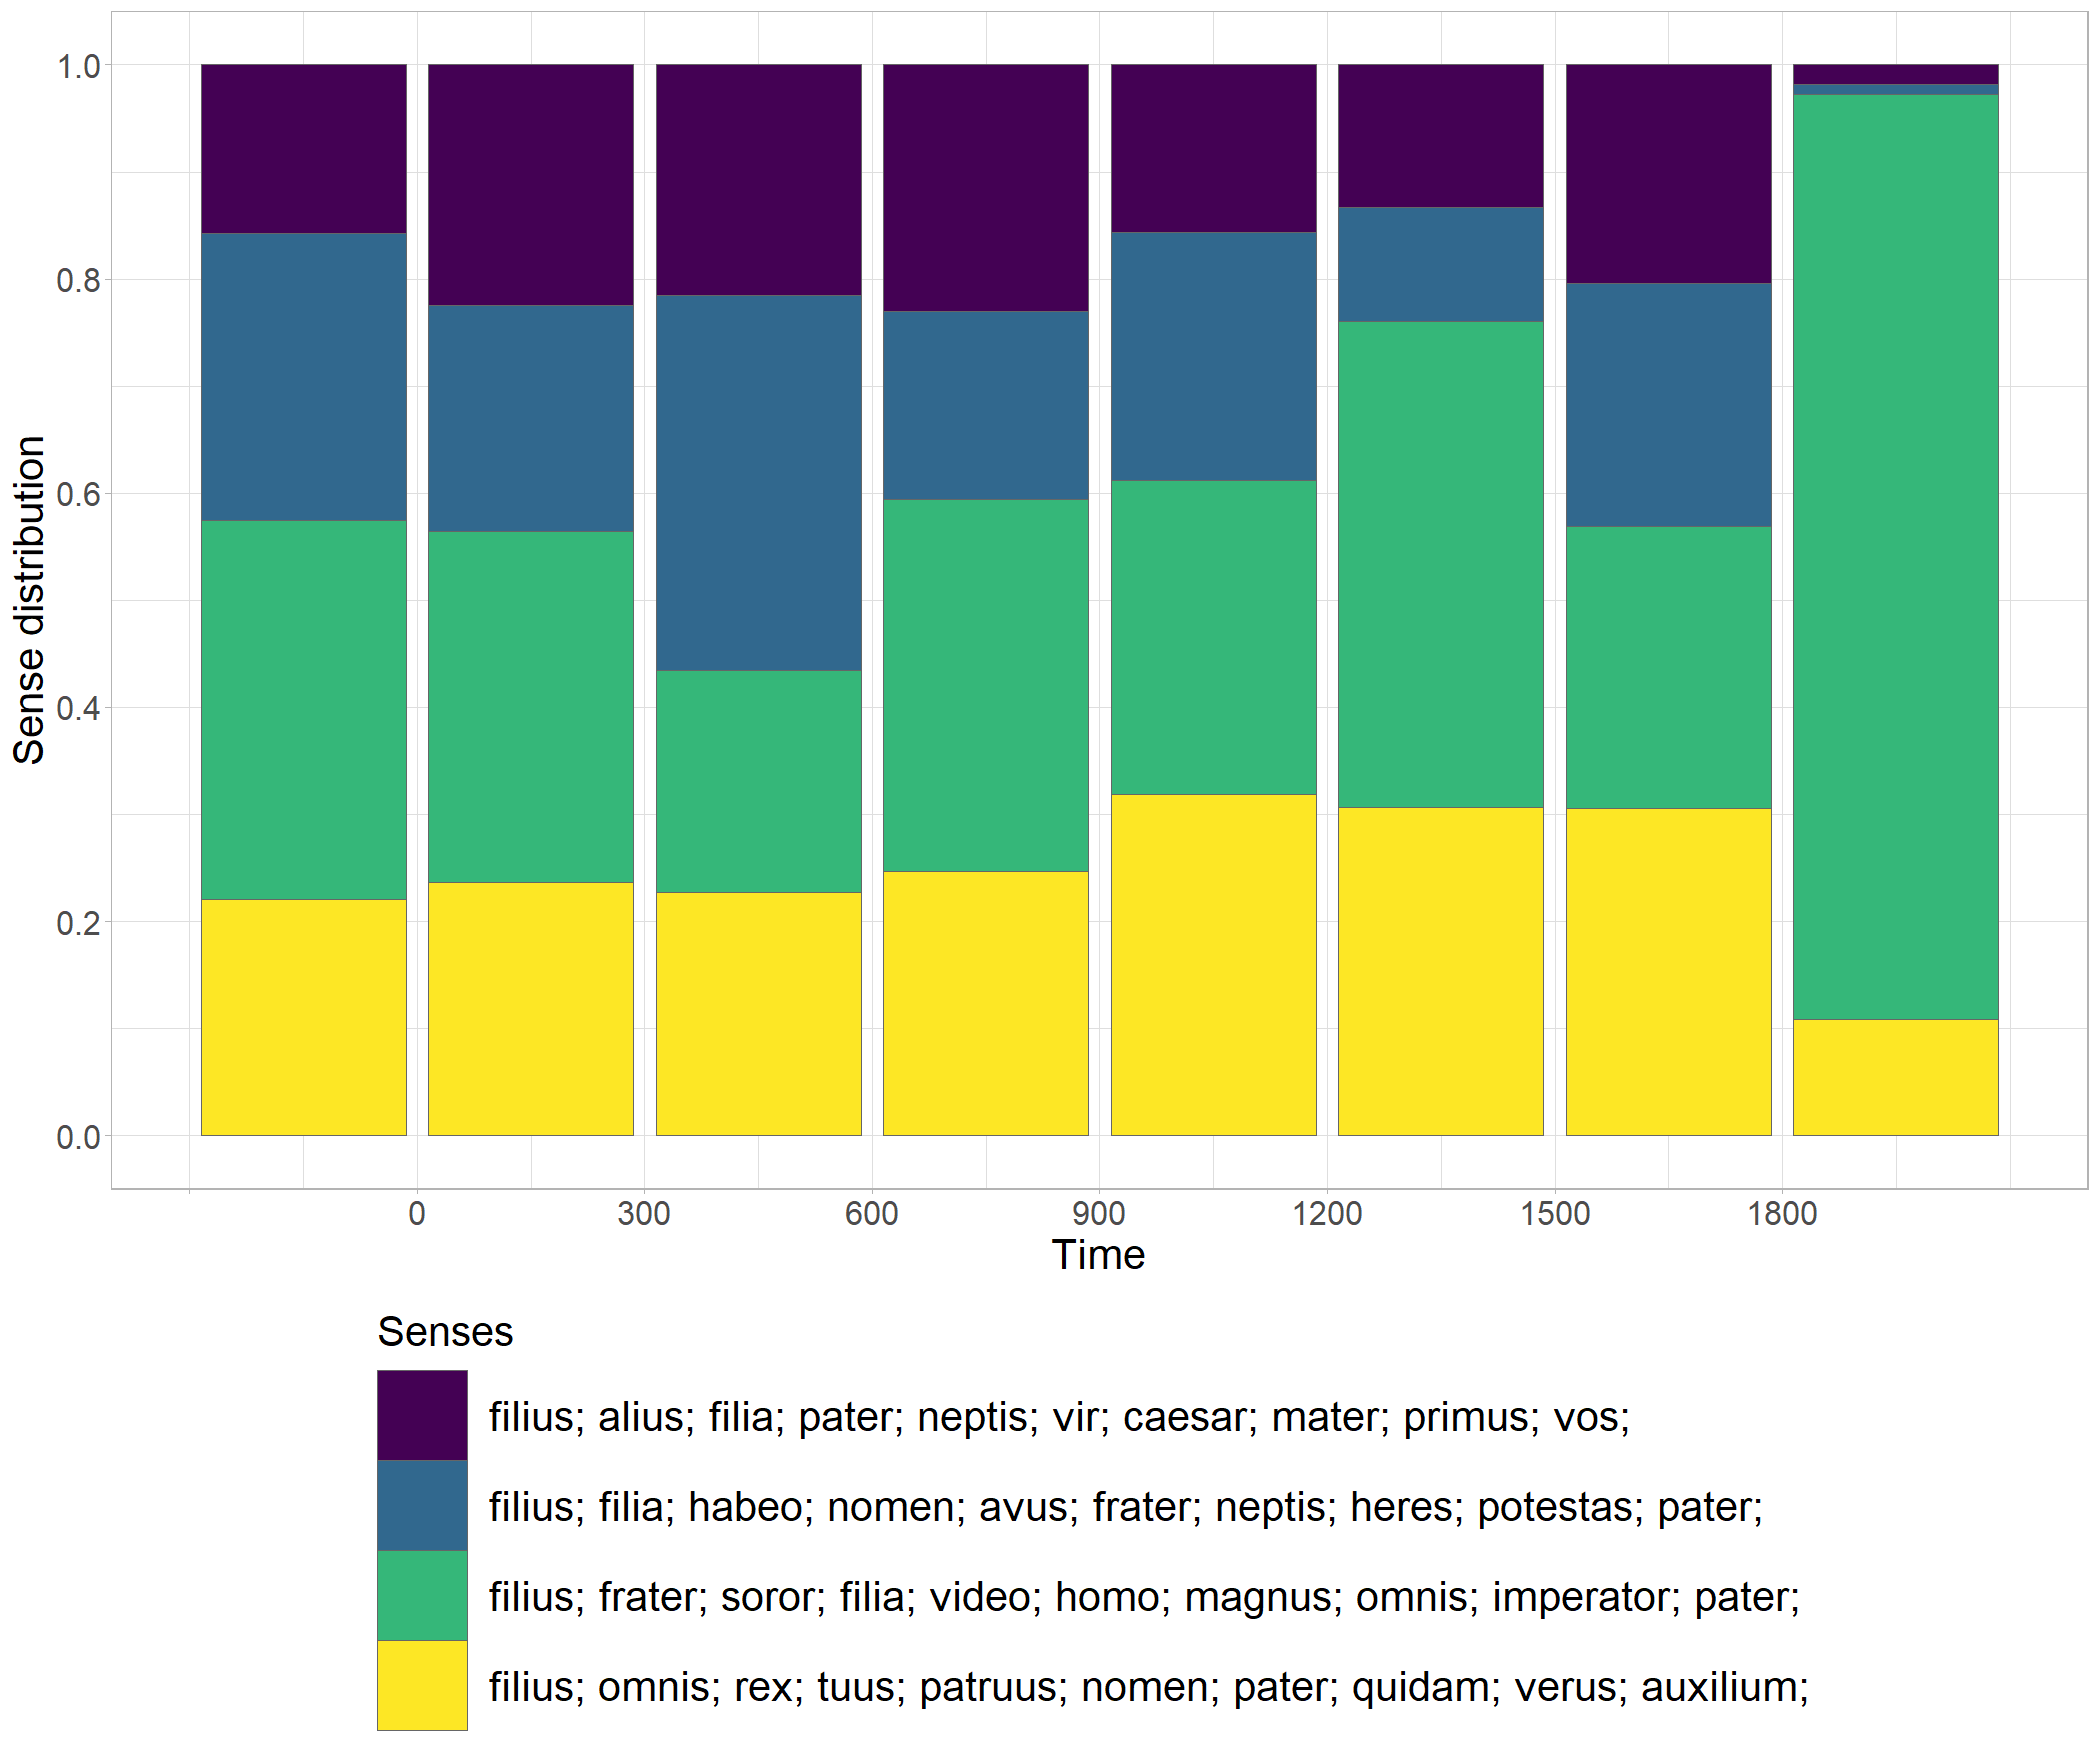 1.0
0.8
0.6
0.4
0.2
0.0
Sense distribution
0 300 600 900 1200 1500 1800
Time
Senses
filius; alius; filia; pater; neptis; vir; caesar; mater; primus; vos;
filius; filia; habeo; nomen; avus; frater; neptis; heres; potestas; pater;
filius; frater; soror; filia; video; homo; magnus; omnis; imperator; pater;
filius; omnis; rex; tuus; patruus; nomen; pater; quidam; verus; auxilium;